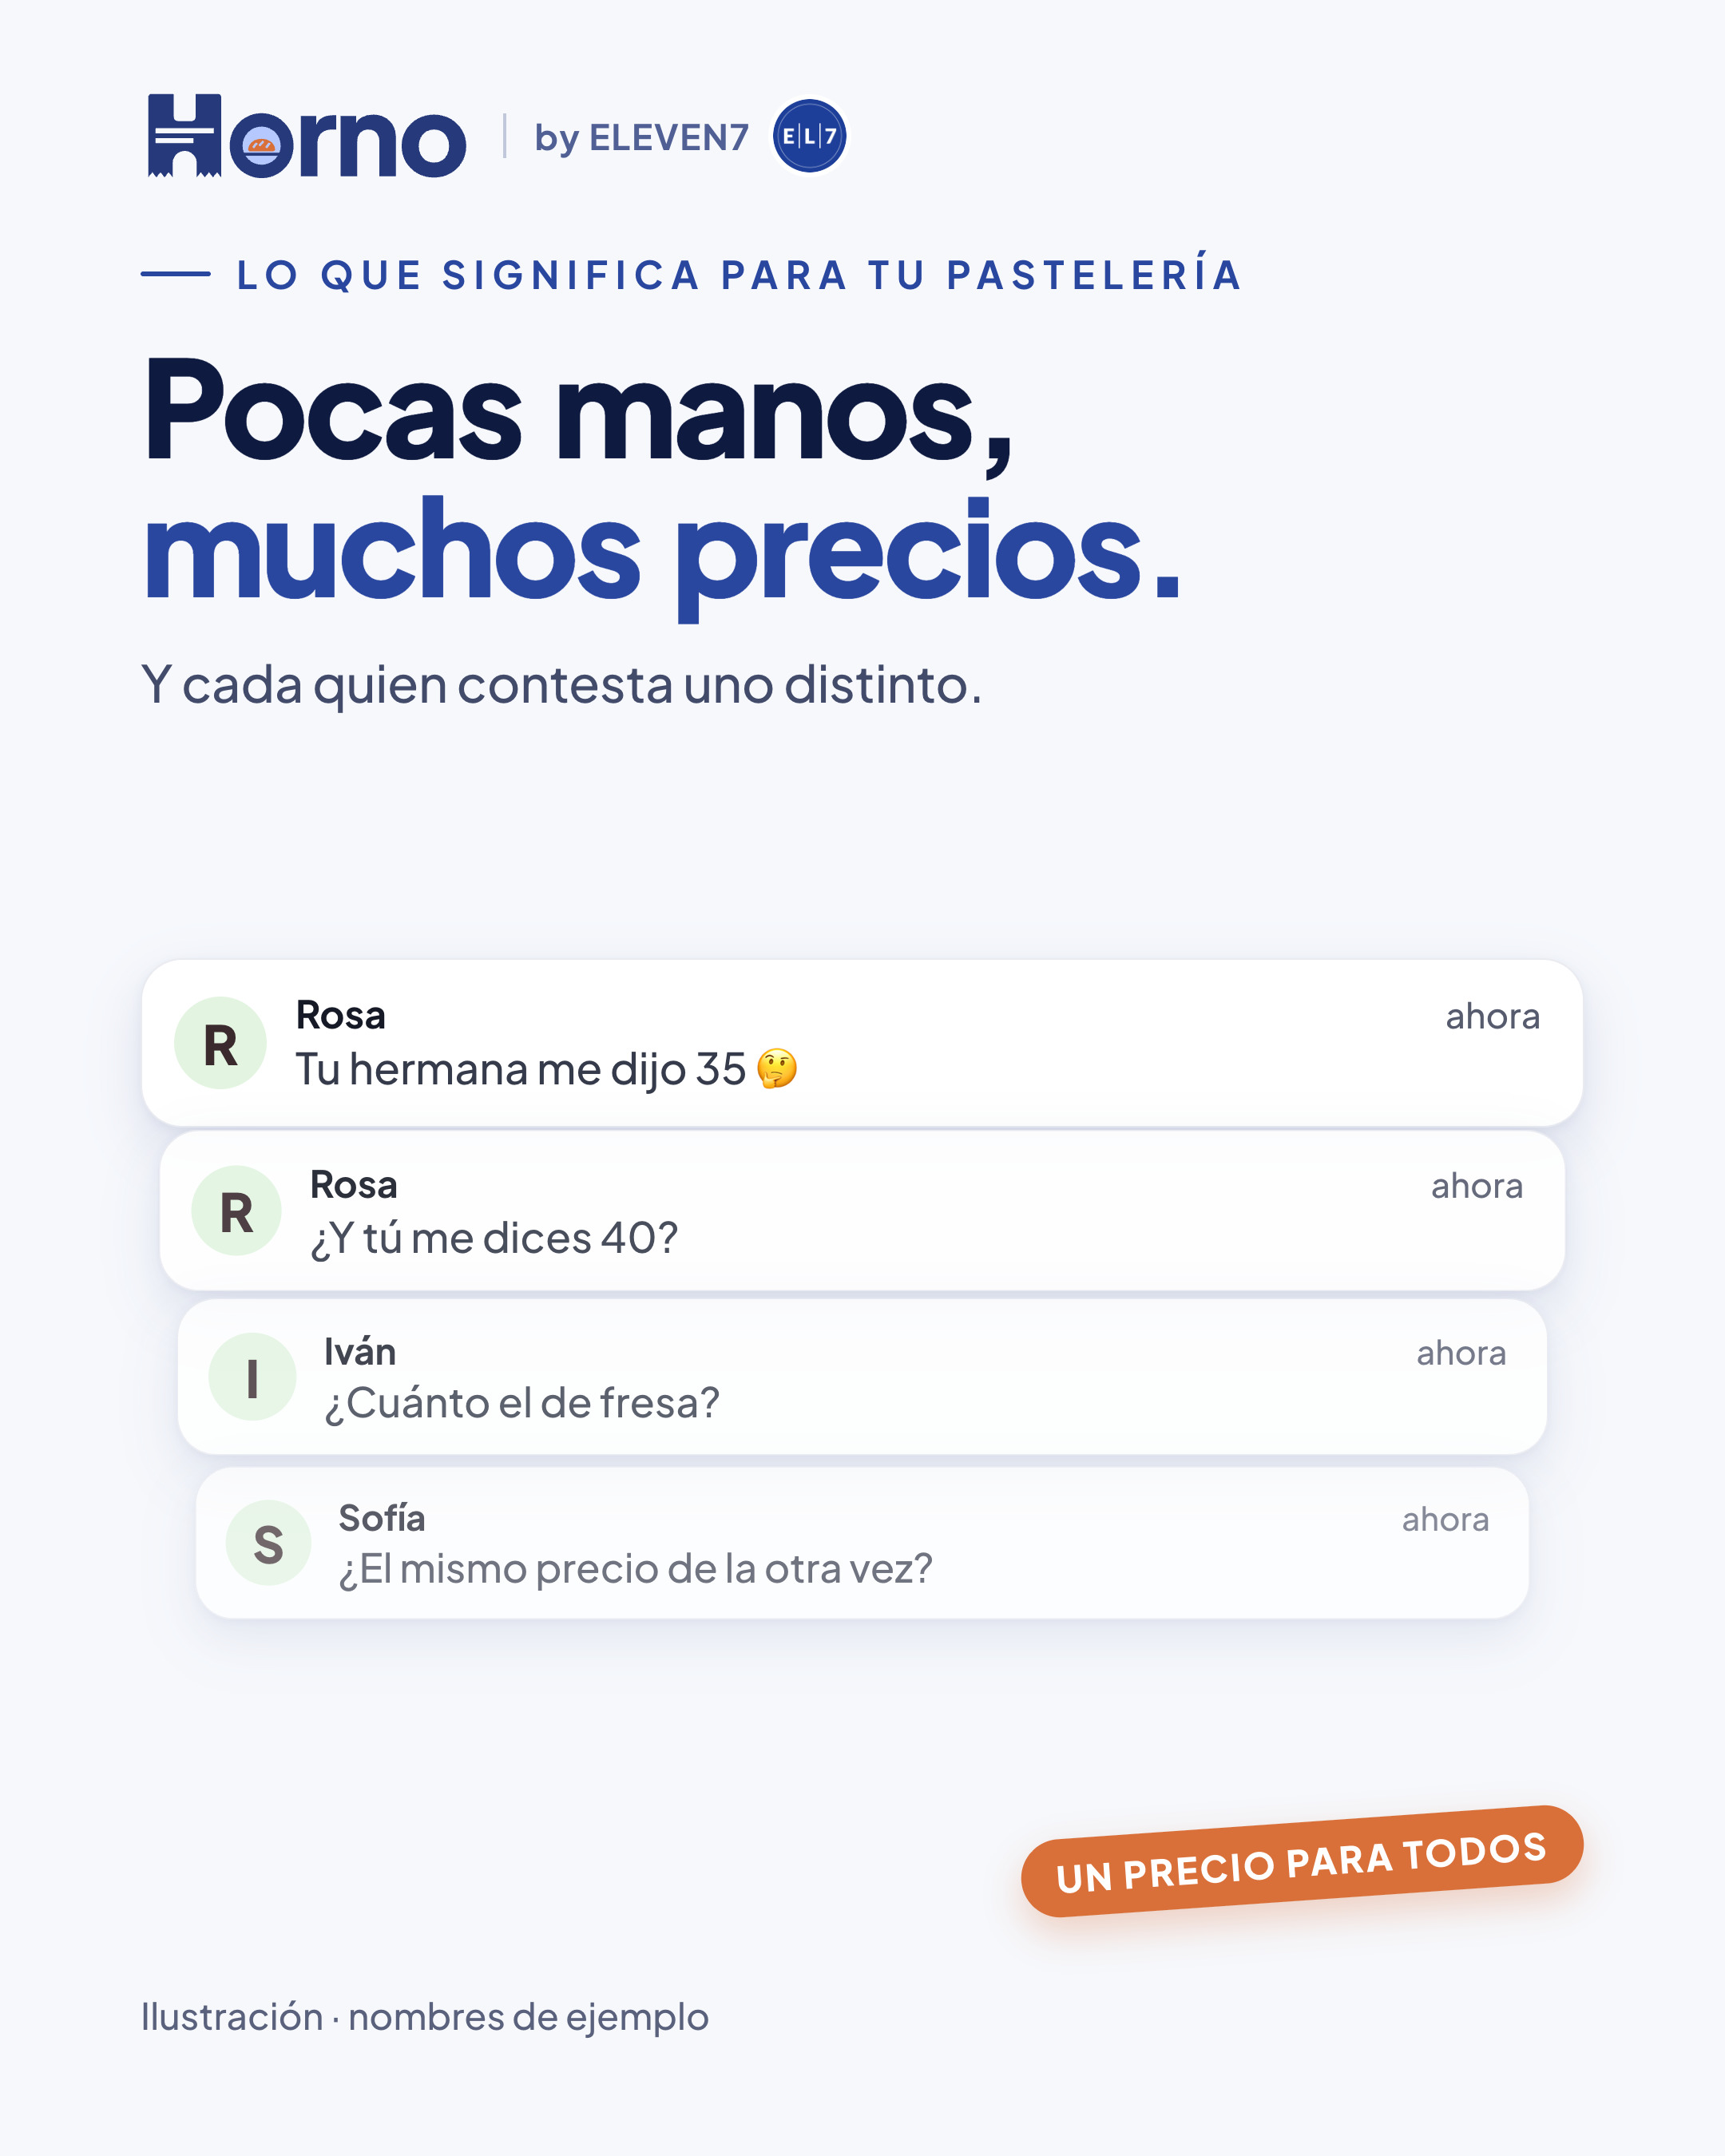 Horno | by ELEVEN7 E|L|7
LO QUE SIGNIFICA PARA TU PASTELERÍA
Pocas manos,
muchos precios.
Y cada quien contesta uno distinto.
R Rosa ahora
Tu hermana me dijo 35 🤔
R Rosa ahora
¿Y tú me dices 40?
I Iván ahora
¿Cuánto el de fresa?
S Sofía ahora
¿El mismo precio de la otra vez?
UN PRECIO PARA TODOS
Ilustración · nombres de ejemplo